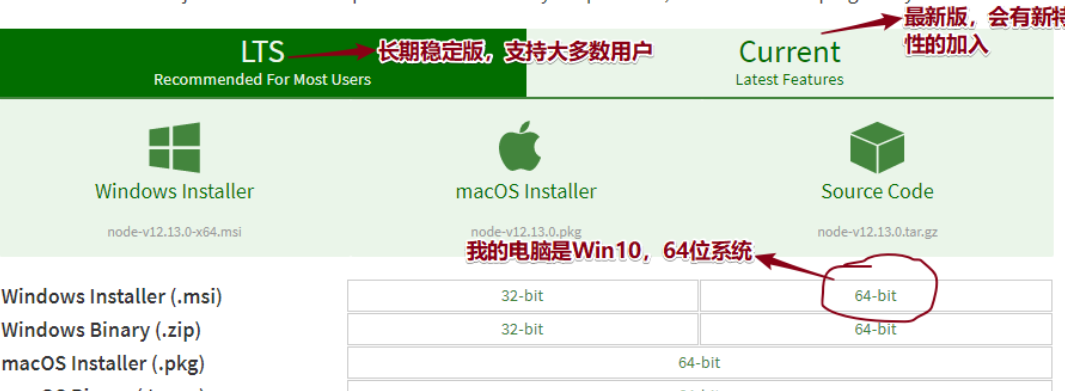 最新版，会有新特
性的加入
LTS
长期稳定版，支持大多数用户
Current
Recommended For Most Users
Latest Features
Windows Installer
macOS Installer
Source Code
node-v12.13.0-x64.msi
node-v12.13.0.pkg
node-v12.13.0.tar.gz
我的电脑是Win10，64位系统
Windows Installer (.msi)
32-bit
64-bit
Windows Binary (.zip)
32-bit
64-bit
macOS Installer (.pkg)
64-bit